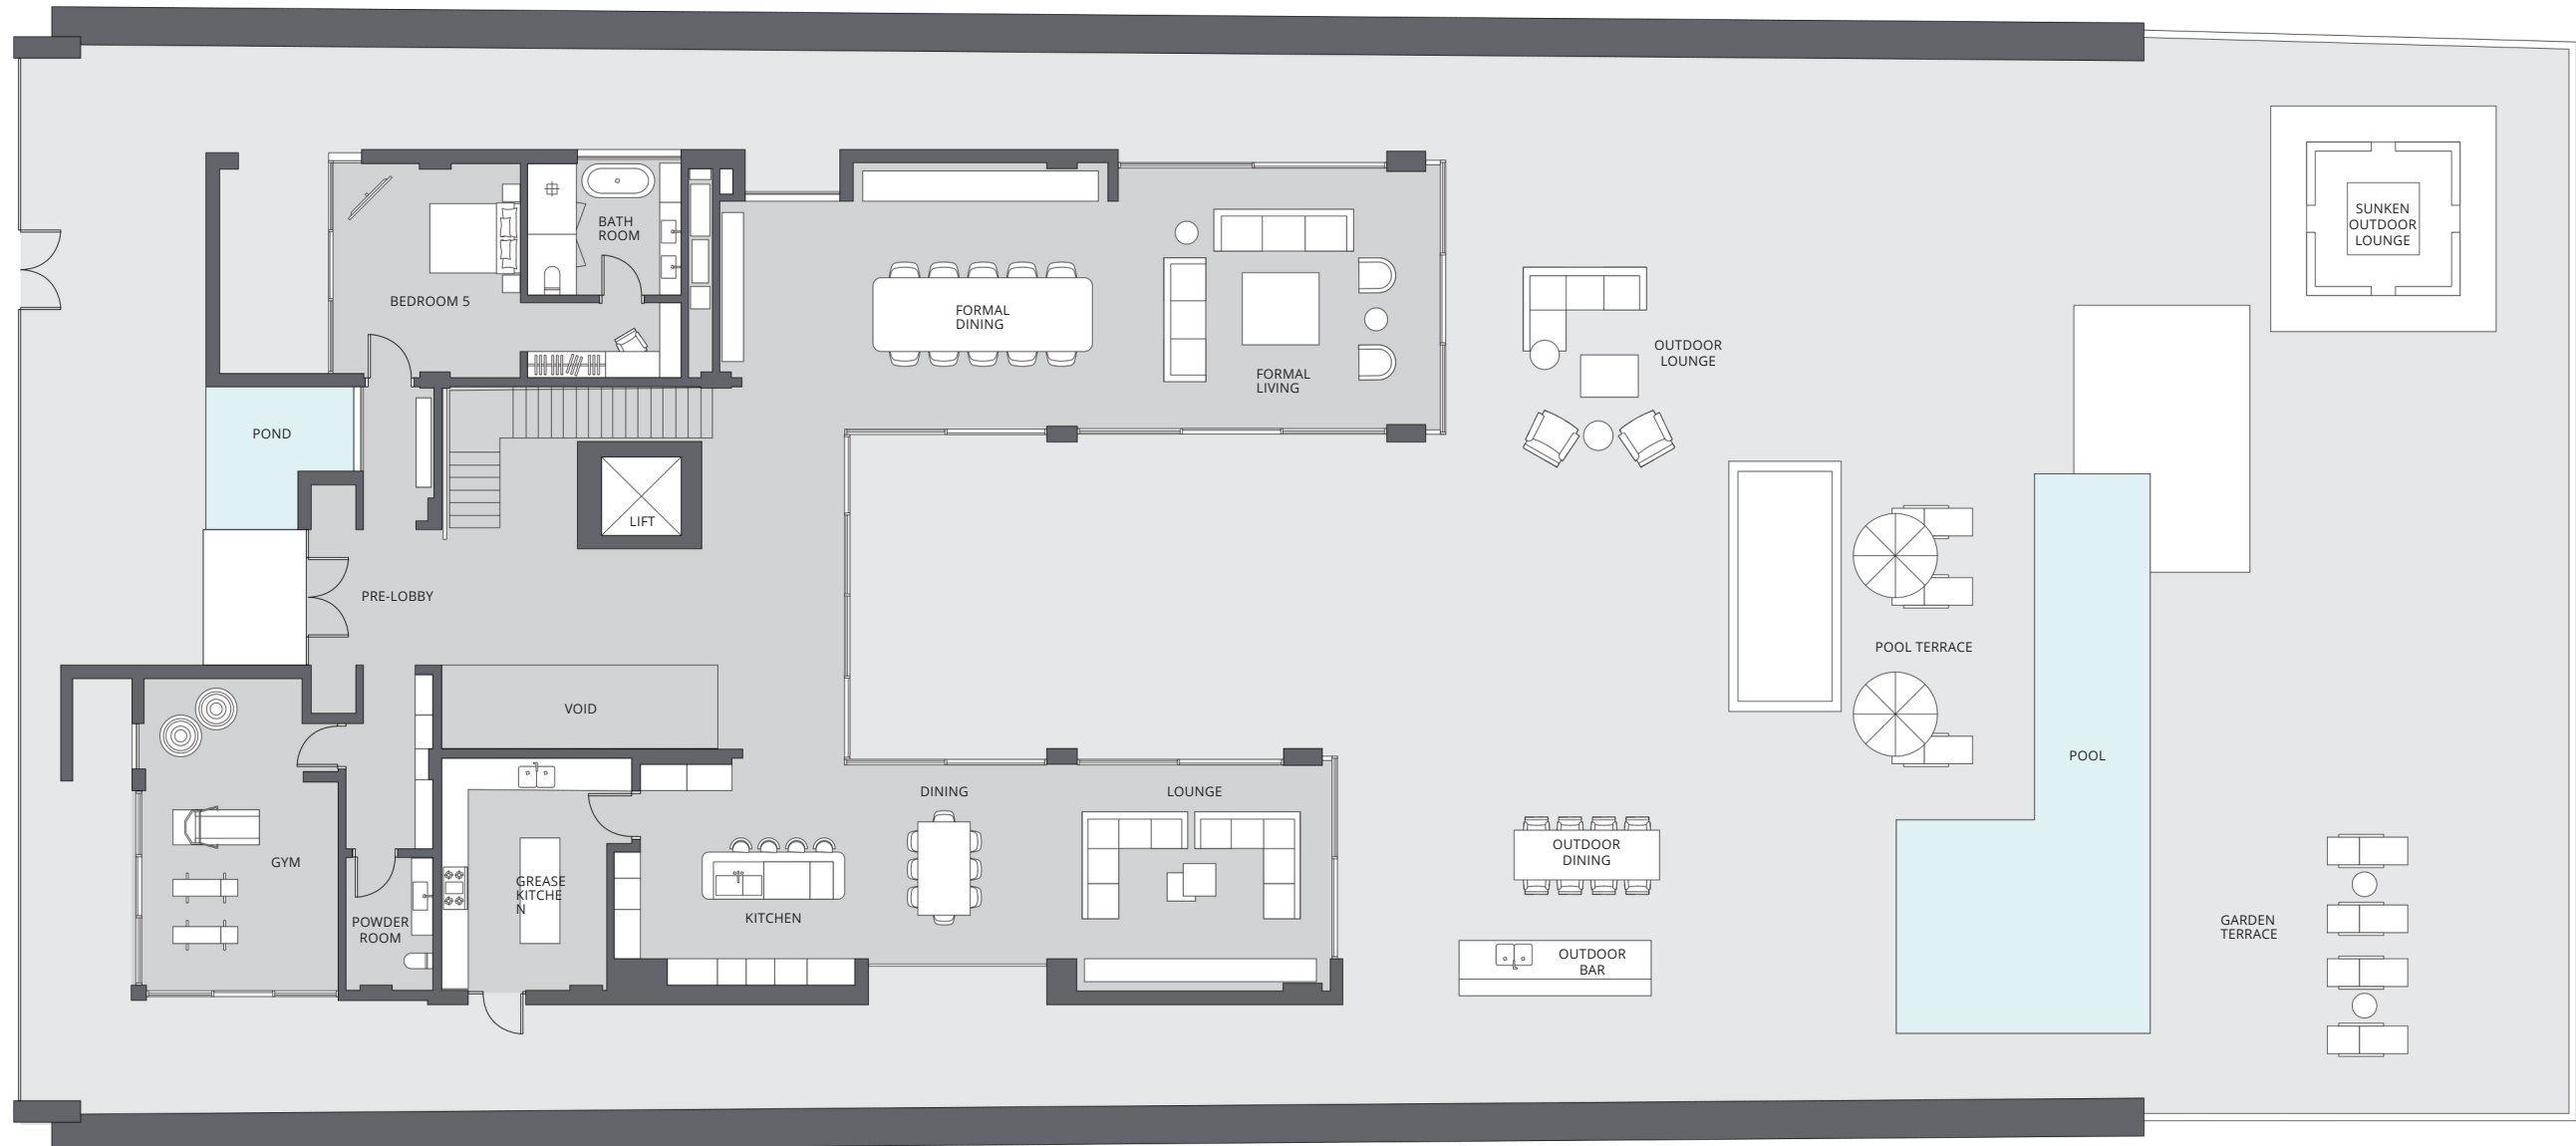 SUNKEN
OUTDOOR
LOUNGE
BATH
ROOM
BEDROOM 5
FORMAL
DINING
OUTDOOR
LOUNGE
FORMAL
LIVING
POND
LIFT
PRE-LOBBY
POOL TERRACE
VOID
POOL
DINING
LOUNGE
OUTDOOR
DINING
GYM
GREASE
KITCHE
N
KITCHEN
POWDER
ROOM
GARDEN
TERRACE
OUTDOOR
BAR